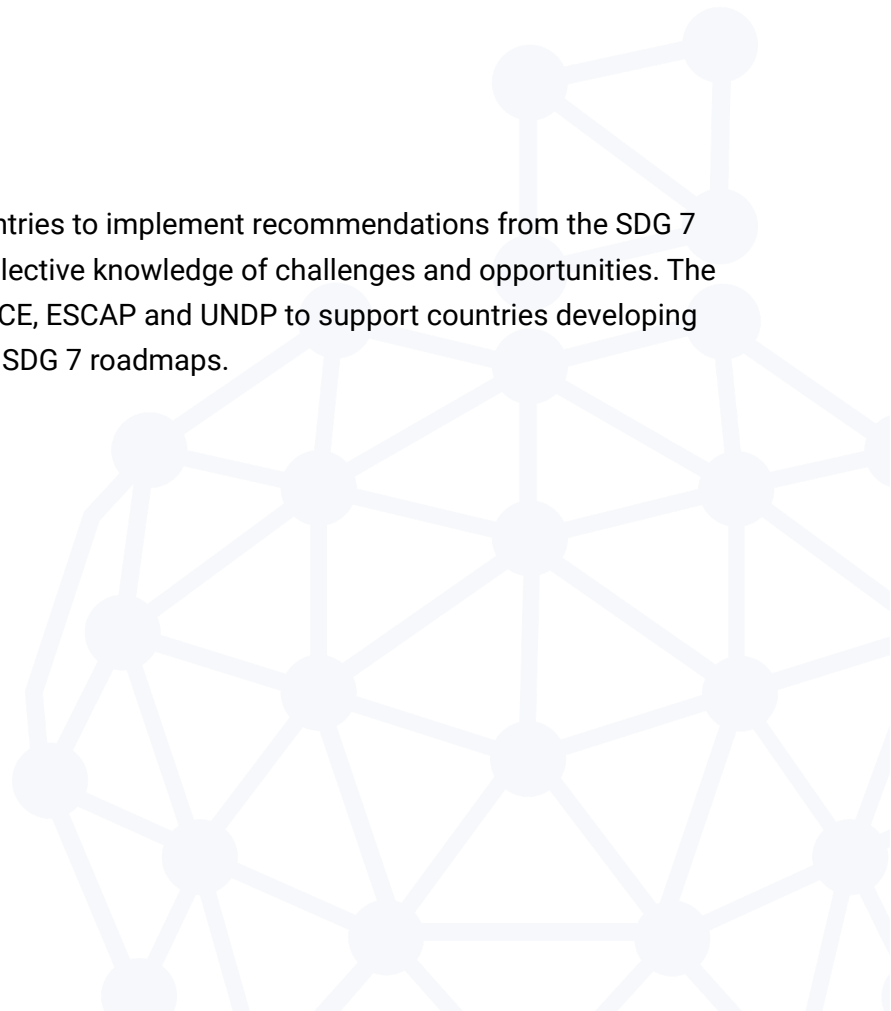 ntries to implement recommendations from the SDG 7
lective knowledge of challenges and opportunities. The
CE, ESCAP and UNDP to support countries developing
SDG 7 roadmaps.